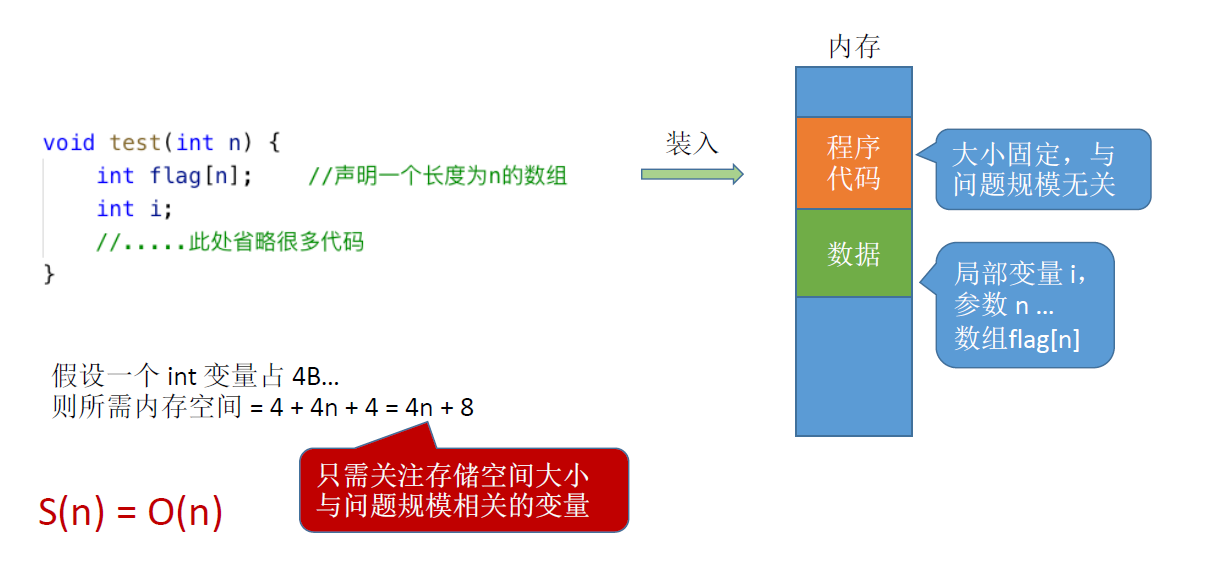 void test(int n) {
int flag[n];    //声明一个长度为n的数组
int i;
//.....此处省略很多代码
}
装入
内存
程序
代码
数据
大小固定，与
问题规模无关
局部变量 i，
参数 n ...
数组flag[n]
假设一个 int 变量占 4B...
则所需内存空间 = 4 + 4n + 4 = 4n + 8
只需关注存储空间大小
与问题规模相关的变量
S(n) = O(n)